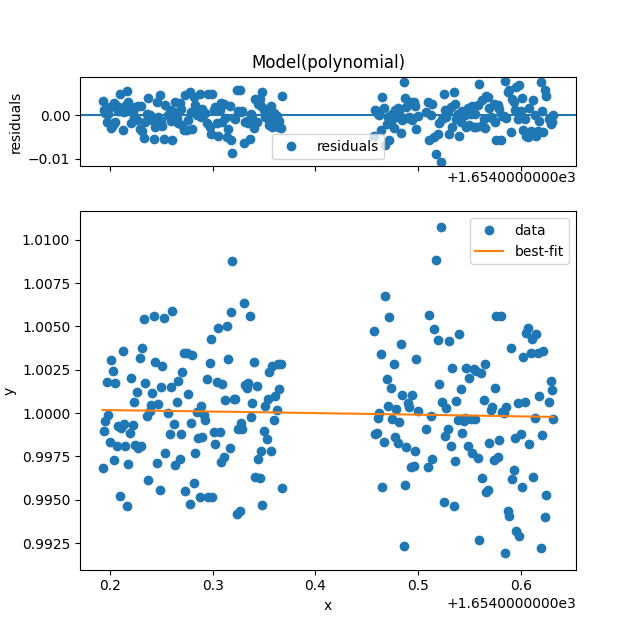 Model(polynomial)
residuals
0.00
−0.01
residuals
+1.6540000000e3
y
1.0100
1.0075
1.0050
1.0025
1.0000
0.9975
0.9950
0.9925
data
best-fit
0.2
0.3
0.4
0.5
0.6
x
+1.6540000000e3